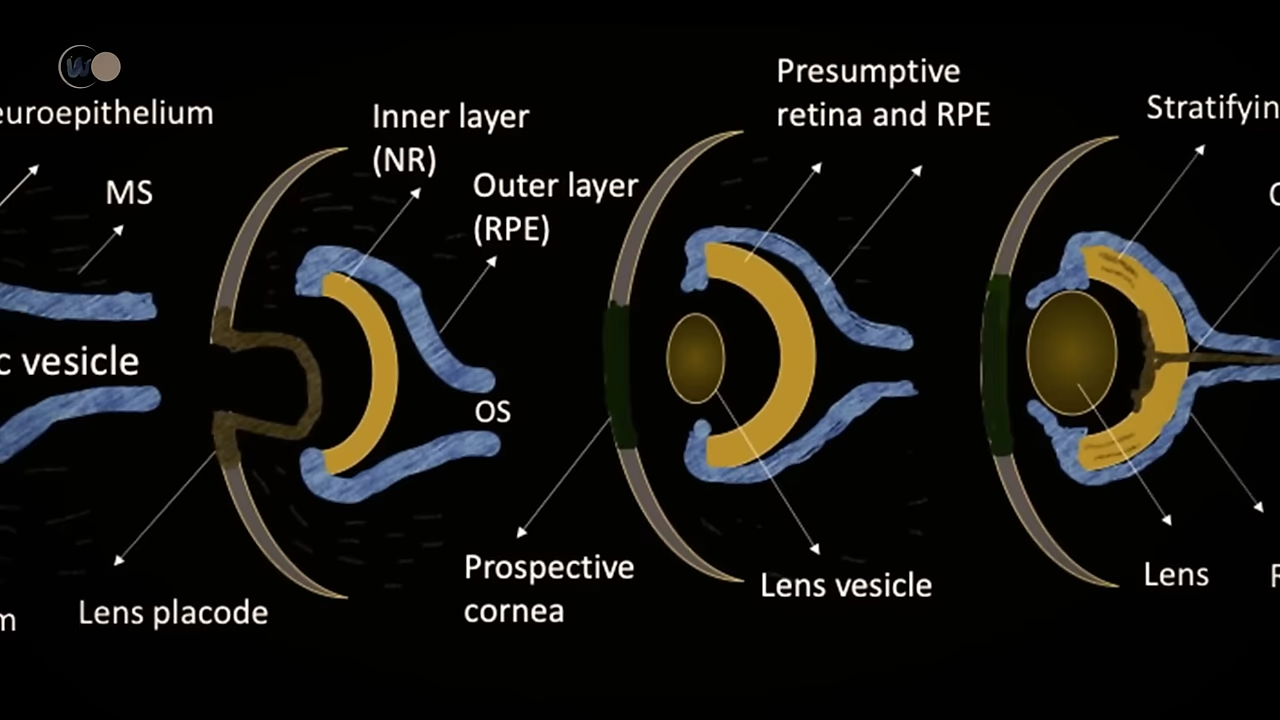 euroepithelium
MS
c vesicle
m
Lens placode
Inner layer
(NR)
Outer layer
(RPE)
OS
Prospective
cornea
Presumptive
retina and RPE
Lens vesicle
Stratifyin
Lens